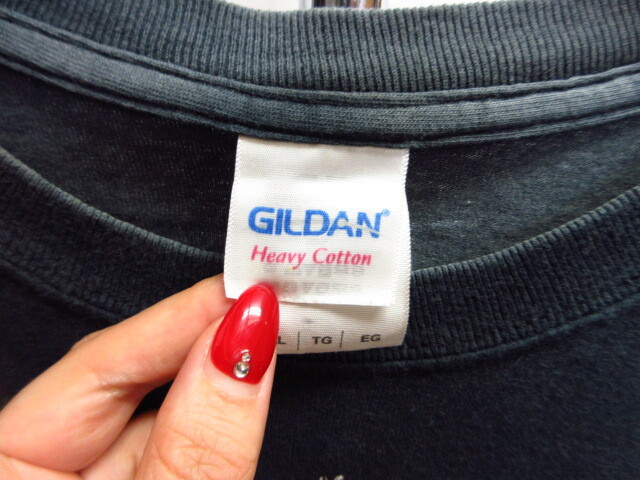 GILDAN®
Heavy Cotton
L | TG | EG